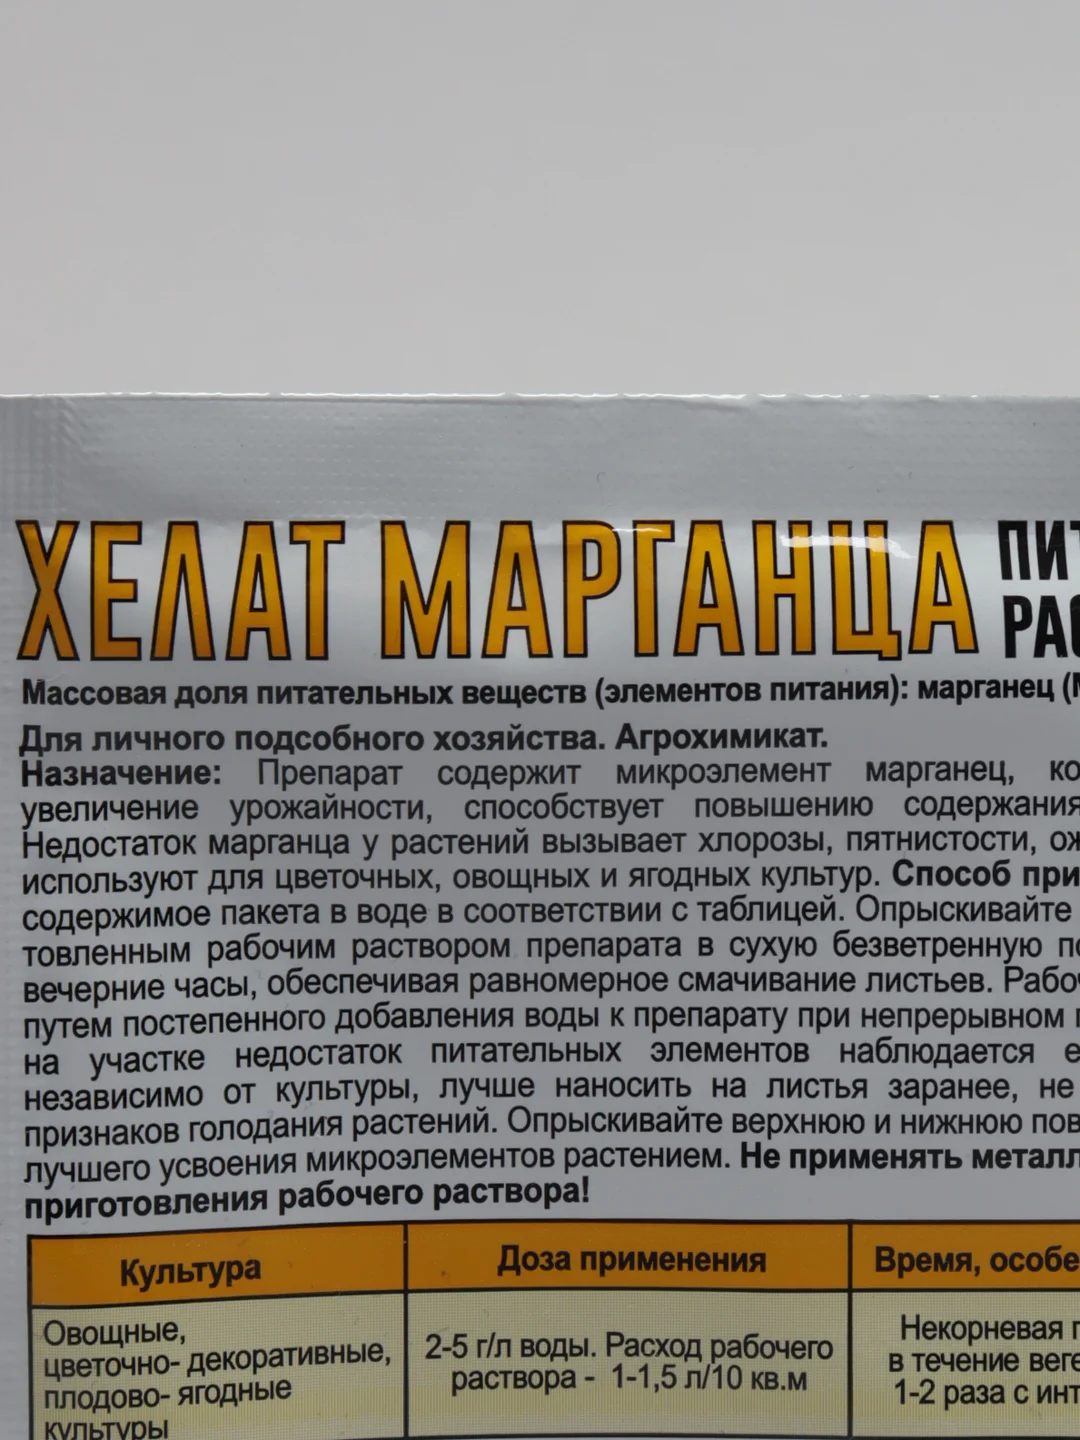 ХЕЛАТ МАРГАНЦА
Массовая доля питательных веществ (элементов питания): марганец
Для личного подсобного хозяйства. Агрохимикат.
Назначение: Препарат содержит микроэлемент марганец,
увеличение урожайности, способствует повышению содержания
Недостаток марганца у растений вызывает хлорозы, пятнистости,
используют для цветочных, овощных и ягодных культур. Способ
содержимое пакета в воде в соответствии с таблицей. Опрыскивайте
товленным рабочим раствором препарата в сухую безветренную
вечерние часы, обеспечивая равномерное смачивание листьев.
путем постепенного добавления воды к препарату при непрерывном
на участке недостаток питательных элементов наблюдается
независимо от культуры, лучше наносить на листья заранее, не
признаков голодания растений. Опрыскивайте верхнюю и нижнюю
лучшего усвоения микроэлементов растением. Не применять
приготовления рабочего раствора!
Культура
Доза применения
Время,
Овощные,
цветочно- декоративные,
плодово- ягодные
культуры
2-5 г/л воды. Расход рабочего
раствора - 1-1,5 л/10 кв.м
Некорневая
в течение
1-2 раза с